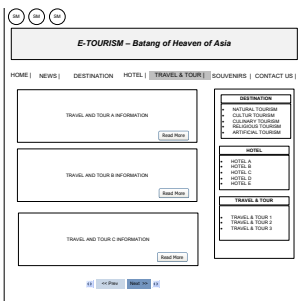 SM SM SM
E-TOURISM – Batang of Heaven of Asia
HOME | NEWS | DESTINATION HOTEL | TRAVEL & TOUR | SOUVENIRS | CONTACT US |
TRAVEL AND TOUR A INFORMATION
Read More
TRAVEL AND TOUR B INFORMATION
Read More
TRAVEL AND TOUR C INFORMATION
Read More
<< Prev Next >>
DESTINATION
• NATURAL TOURISM
• CULTUR TOURISM
• CULINARY TOURISM
• RELIGIOUS TOURISM
• ARTIFICIAL TOURISM
HOTEL
• HOTEL A
• HOTEL B
• HOTEL C
• HOTEL D
• HOTEL E
TRAVEL & TOUR
• TRAVEL & TOUR 1
• TRAVEL & TOUR 2
• TRAVEL & TOUR 3